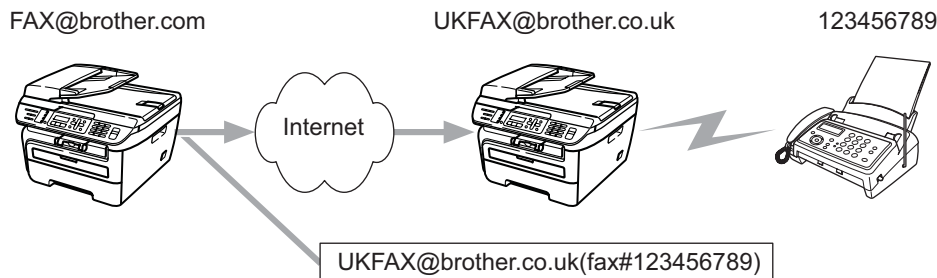 FAX@brother.com
UKFAX@brother.co.uk
123456789
Internet
UKFAX@brother.co.uk(fax#123456789)